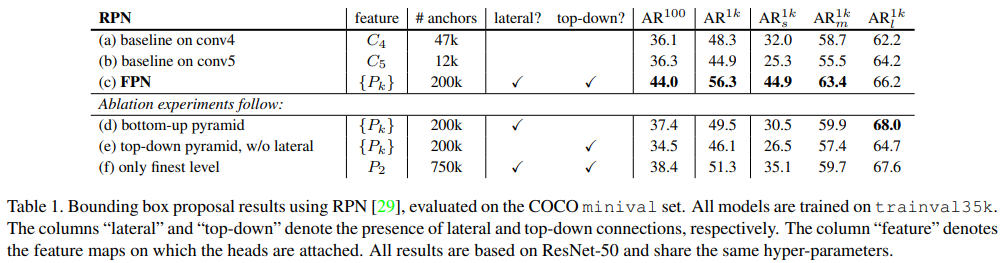 RPN feature # anchors lateral? top-down? AR^100 AR^1k AR_s^1k AR_m^1k AR_l^1k
(a) baseline on conv4 C_4 47k 36.1 48.3 32.0 58.7 62.2
(b) baseline on conv5 C_5 12k 36.3 44.9 25.3 55.5 64.2
(c) FPN {P_k} 200k ✓ ✓ 44.0 56.3 44.9 63.4 66.2
Ablation experiments follow:
(d) bottom-up pyramid {P_k} 200k ✓ 37.4 49.5 30.5 59.9 68.0
(e) top-down pyramid, w/o lateral {P_k} 200k ✓ 34.5 46.1 26.5 57.4 64.7
(f) only finest level P_2 750k ✓ ✓ 38.4 51.3 35.1 59.7 67.6
Table 1. Bounding box proposal results using RPN [29], evaluated on the COCO minival set. All models are trained on trainval35k.
The columns “lateral” and “top-down” denote the presence of lateral and top-down connections, respectively. The column “feature” denotes
the feature maps on which the heads are attached. All results are based on ResNet-50 and share the same hyper-parameters.